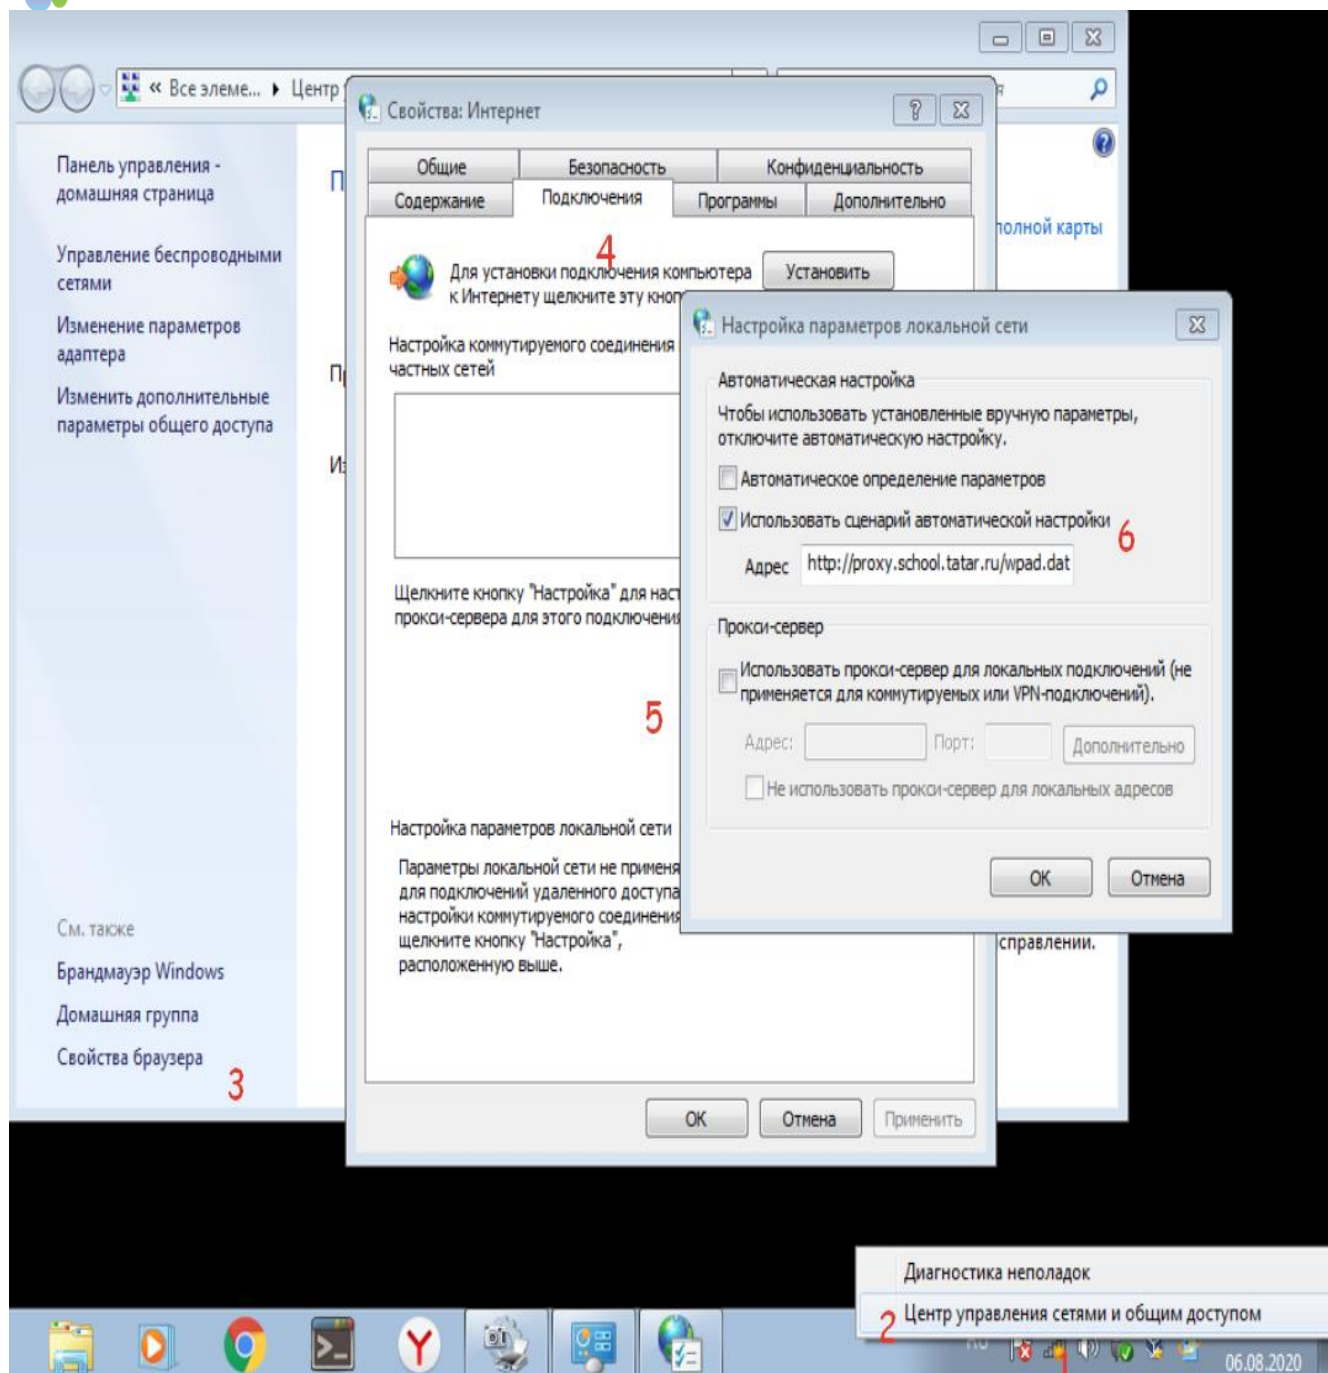 « Все элеме... ▸ Центр
я
Панель управления -
домашняя страница
Управление беспроводными
сетями
Изменение параметров
адаптера
Изменить дополнительные
параметры общего доступа
См. также
Брандмауэр Windows
Домашняя группа
Свойства браузера
3
П
Из
полной карты
справлении.
Свойства: Интернет
Общие Безопасность Конфиденциальность
Содержание Подключения Программы Дополнительно
4
Для установки подключения компьютера
к Интернету щелкните эту кноп
Установить
Настройка коммутируемого соединения
частных сетей
Щелкните кнопку "Настройка" для наст
прокси-сервера для этого подключения
5
Настройка параметров локальной сети
Параметры локальной сети не применя
для подключений удаленного доступа
настройки коммутируемого соединения
щелкните кнопку "Настройка",
расположенную выше.
ОК Отмена Применить
Настройка параметров локальной сети
Автоматическая настройка
Чтобы использовать установленные вручную параметры,
отключите автоматическую настройку.
Автоматическое определение параметров
Использовать сценарий автоматической настройки
6
Адрес http://proxy.school.tatar.ru/wpad.dat
Прокси-сервер
Использовать прокси-сервер для локальных подключений (не
применяется для коммутируемых или VPN-подключений).
Адрес: Порт: Дополнительно
Не использовать прокси-сервер для локальных адресов
ОК Отмена
Диагностика неполадок
2 Центр управления сетями и общим доступом
1
06.08.2020